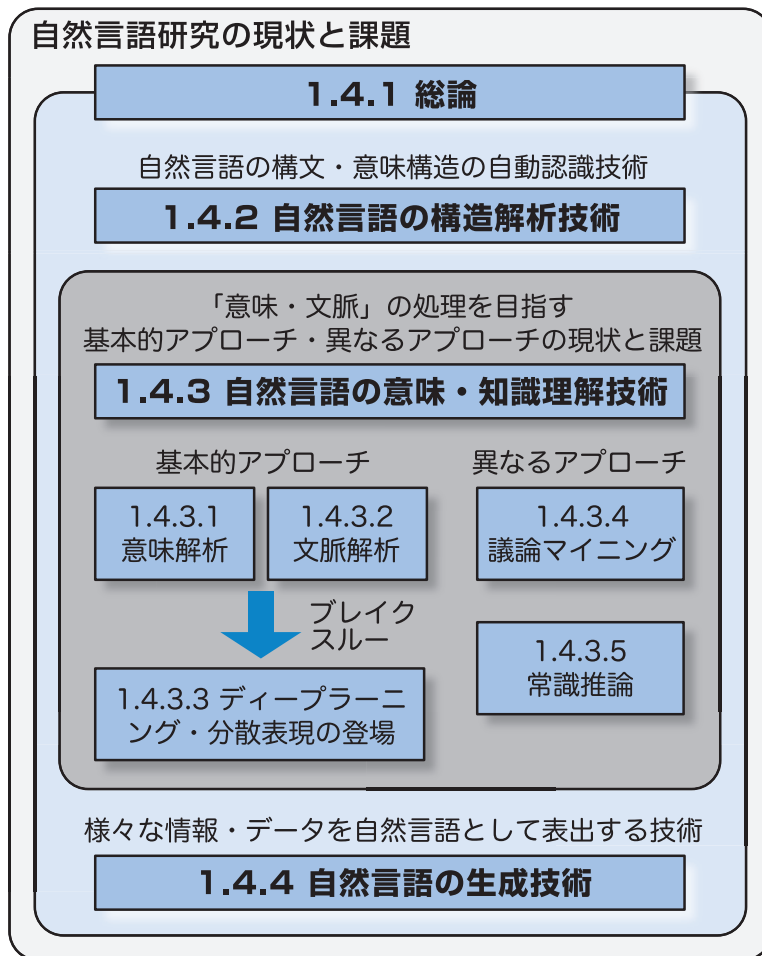 自然言語研究の現状と課題
1.4.1 総論
自然言語の構文・意味構造の自動認識技術
1.4.2 自然言語の構造解析技術
「意味・文脈」の処理を目指す
基本的アプローチ・異なるアプローチの現状と課題
1.4.3 自然言語の意味・知識理解技術
基本的アプローチ
1.4.3.1
意味解析
1.4.3.2
文脈解析
ブレイク
スルー
1.4.3.3 ディープラーニ
ング・分散表現の登場
異なるアプローチ
1.4.3.4
議論マイニング
1.4.3.5
常識推論
様々な情報・データを自然言語として表出する技術
1.4.4 自然言語の生成技術